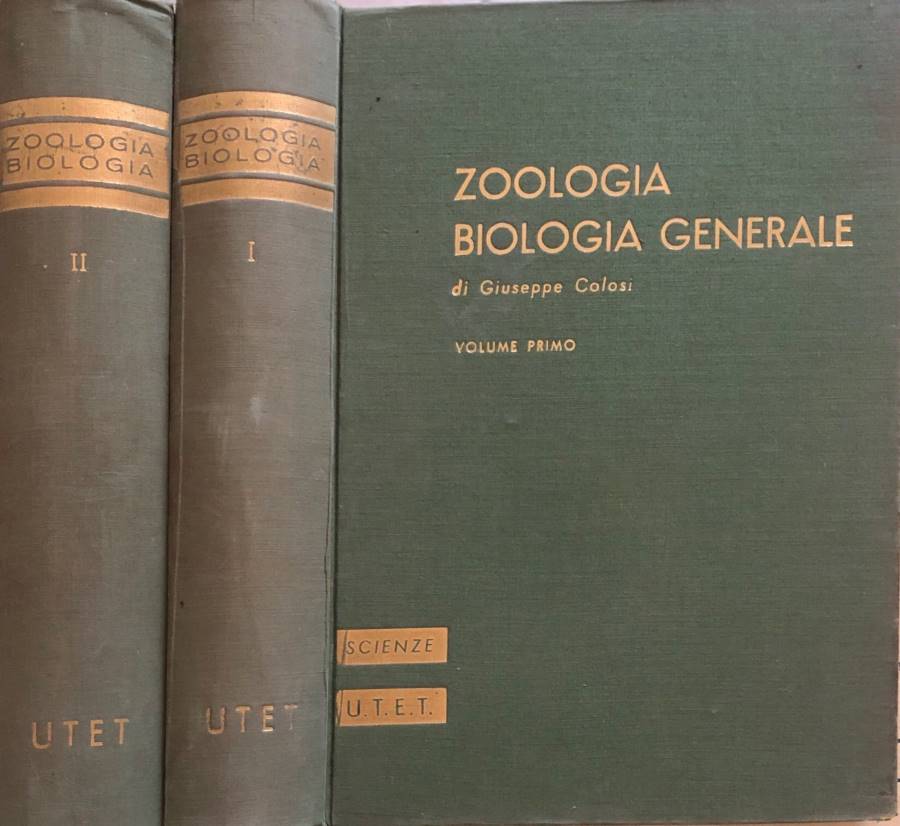 ZOOLOGIA
BIOLOGIA
II
UTET
ZOOLOGIA
BIOLOGIA
I
UTET
ZOOLOGIA
BIOLOGIA GENERALE
di Giuseppe Colosi
VOLUME PRIMO
SCIENZE
U.T.E.T.